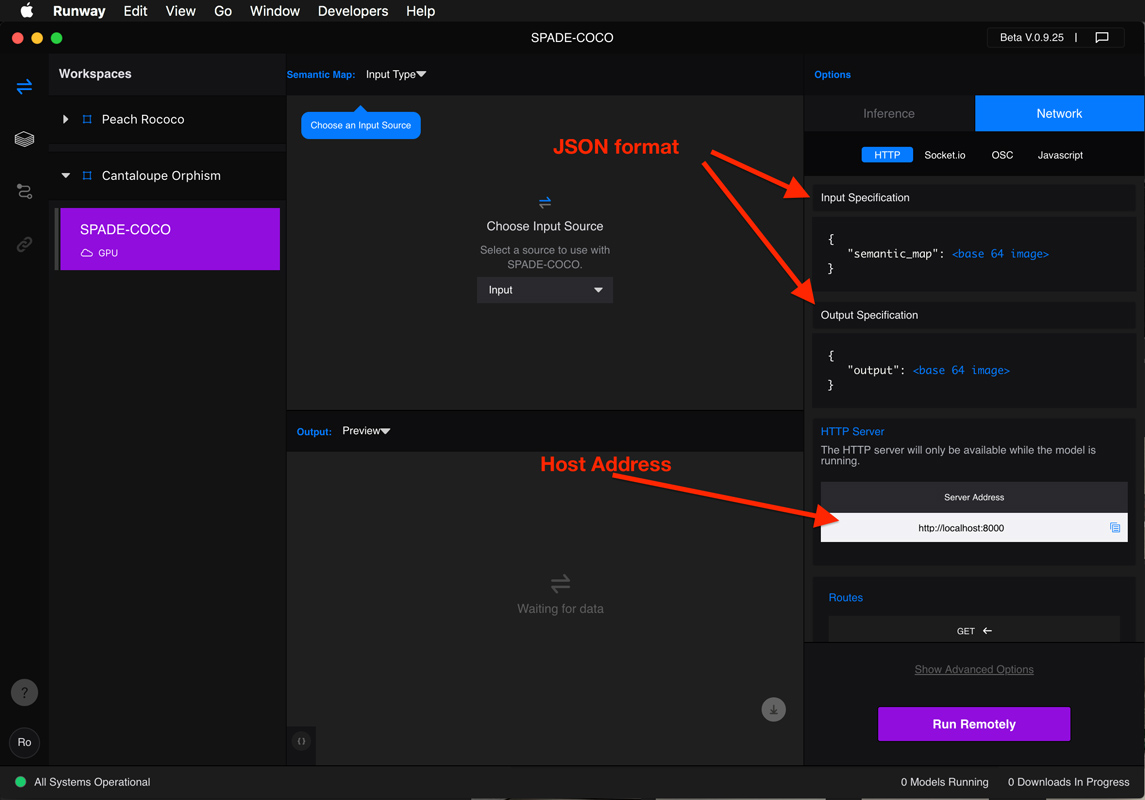 Runway Edit View Go Window Developers Help
SPADE-COCO
Beta V.0.9.25 |
Workspaces
Peach Rococo
Cantaloupe Orphism
SPADE-COCO
GPU
Semantic Map: Input Type
Choose an Input Source
JSON format
Choose Input Source
Select a source to use with
SPADE-COCO.
Input
Output: Preview
Host Address
Waiting for data
{}
Options
Inference Network
HTTP Socket.io OSC Javascript
Input Specification
{
"semantic_map": <base 64 image>
}
Output Specification
{
"output": <base 64 image>
}
HTTP Server
The HTTP server will only be available while the model is
running.
Server Address
http://localhost:8000
Routes
GET
Show Advanced Options
Run Remotely
?
Ro
All Systems Operational
0 Models Running 0 Downloads In Progress